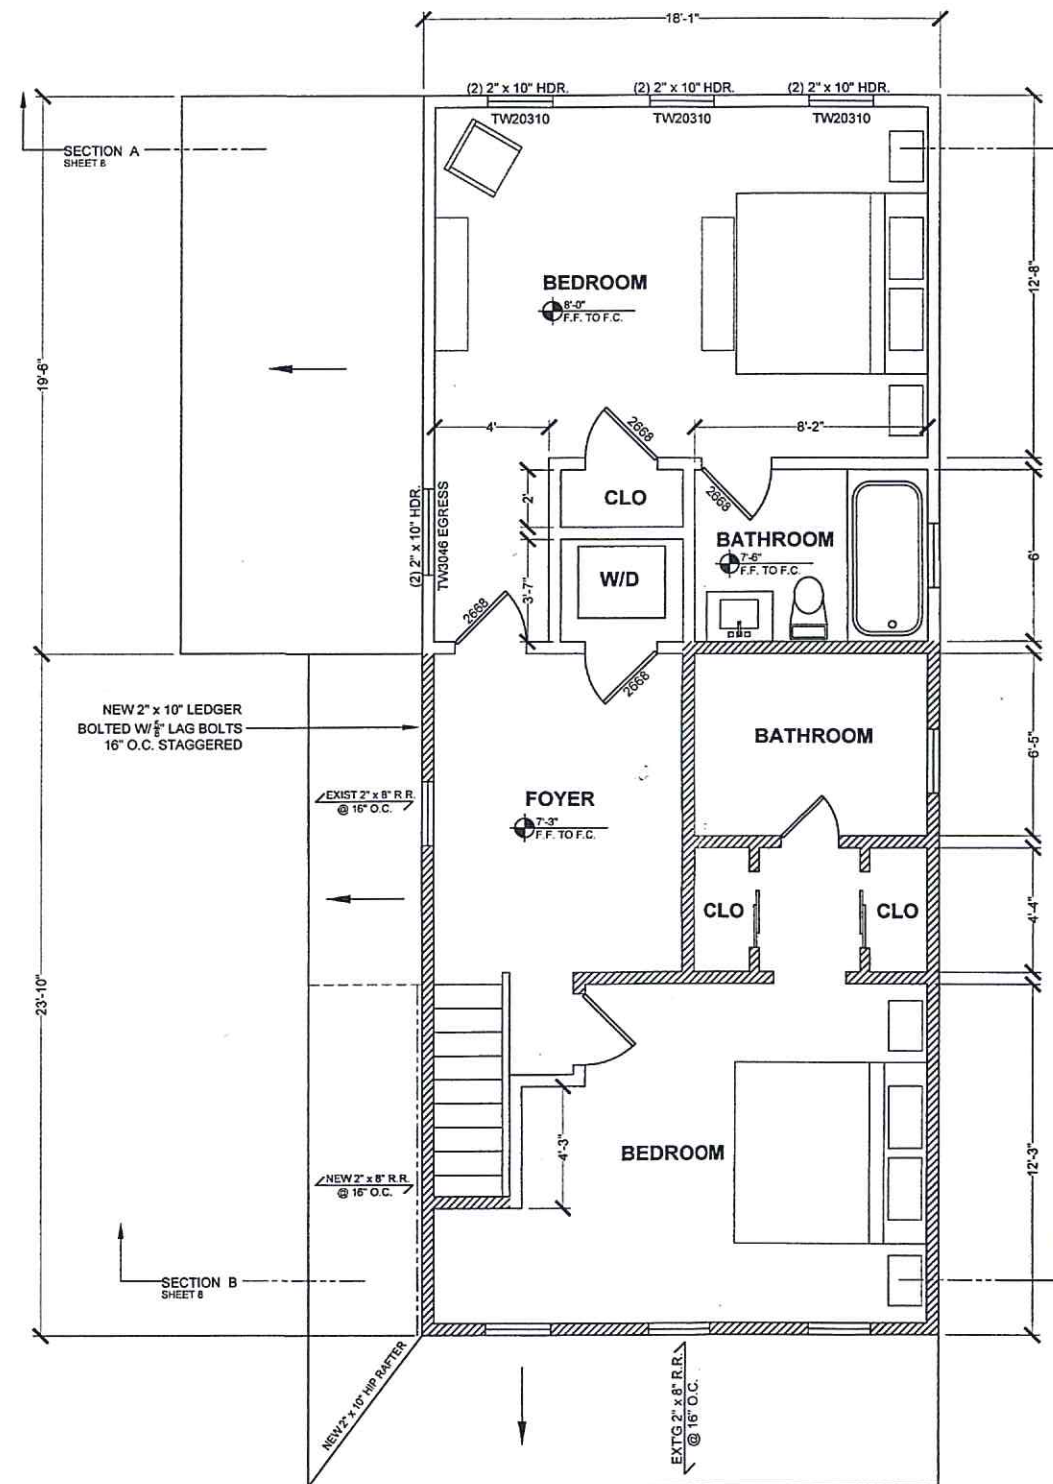 18'-1"
(2) 2" x 10" HDR.
(2) 2" x 10" HDR.
(2) 2" x 10" HDR.
TW20310
TW20310
TW20310
SECTION A
SHEET 8
12'-8"
BEDROOM
8'-0"
F.F. TO F.C.
19'-6"
4'
2668
8'-2"
2668
(2) 2" x 10" HDR.
TW3046 EGRESS
2'
CLO
BATHROOM
7'-6"
F.F. TO F.C.
6'
3'-7"
W/D
2668
2668
NEW 2" x 10" LEDGER
BOLTED W/ LAG BOLTS
16" O.C. STAGGERED
BATHROOM
6'-5"
EXIST 2" x 8" R.R.
@ 16" O.C.
FOYER
7'-3"
F.F. TO F.C.
CLO
CLO
4'-4"
23'-10"
4'-3"
BEDROOM
12'-3"
NEW 2" x 8" R.R.
@ 16" O.C.
SECTION B
SHEET 8
NEW 2" x 10" HIP RAFTER
EXT'G 2" x 8" R.R.
@ 16" O.C.